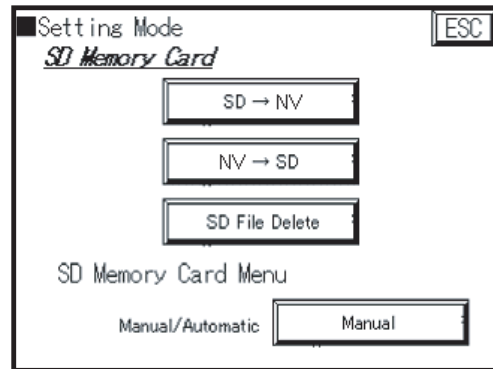 ■Setting Mode ESC
SD Memory Card
SD → NV
NV → SD
SD File Delete
SD Memory Card Menu
Manual/Automatic Manual